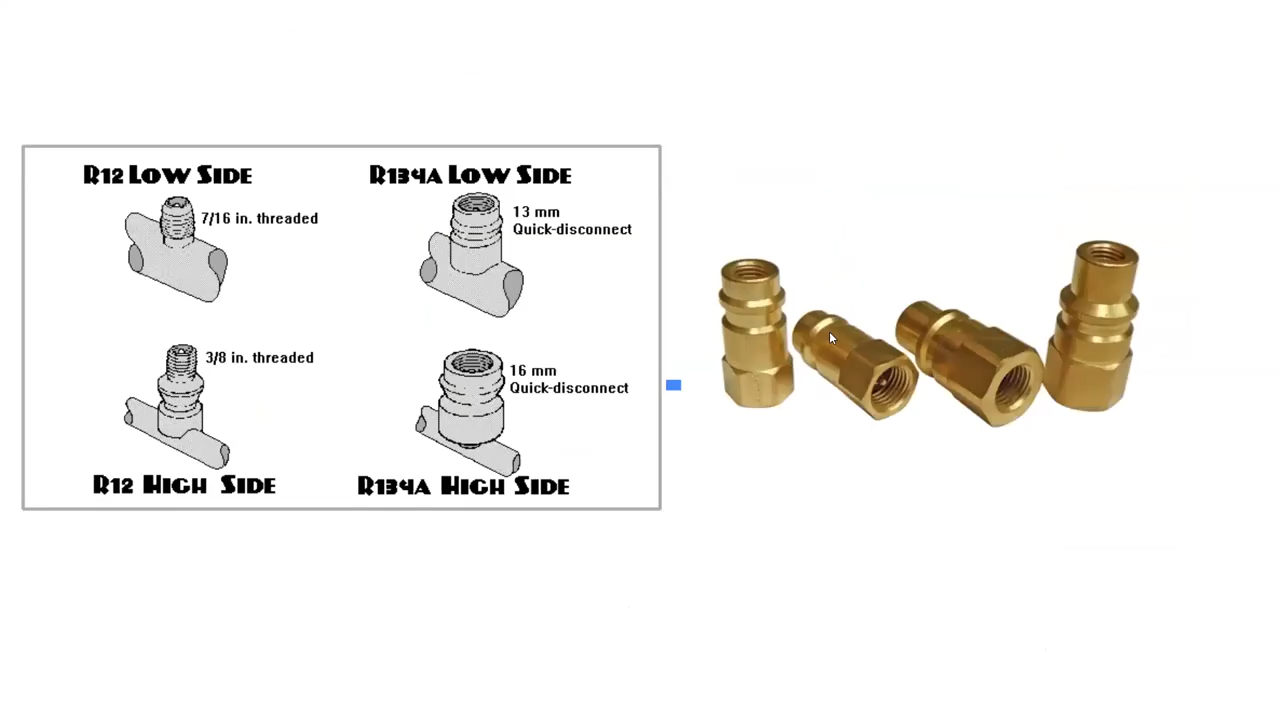 R12 LOW SIDE
7/16 in. threaded
R134A LOW SIDE
13 mm
Quick-disconnect
3/8 in. threaded
R12 HIGH SIDE
16 mm
Quick-disconnect
R134A HIGH SIDE